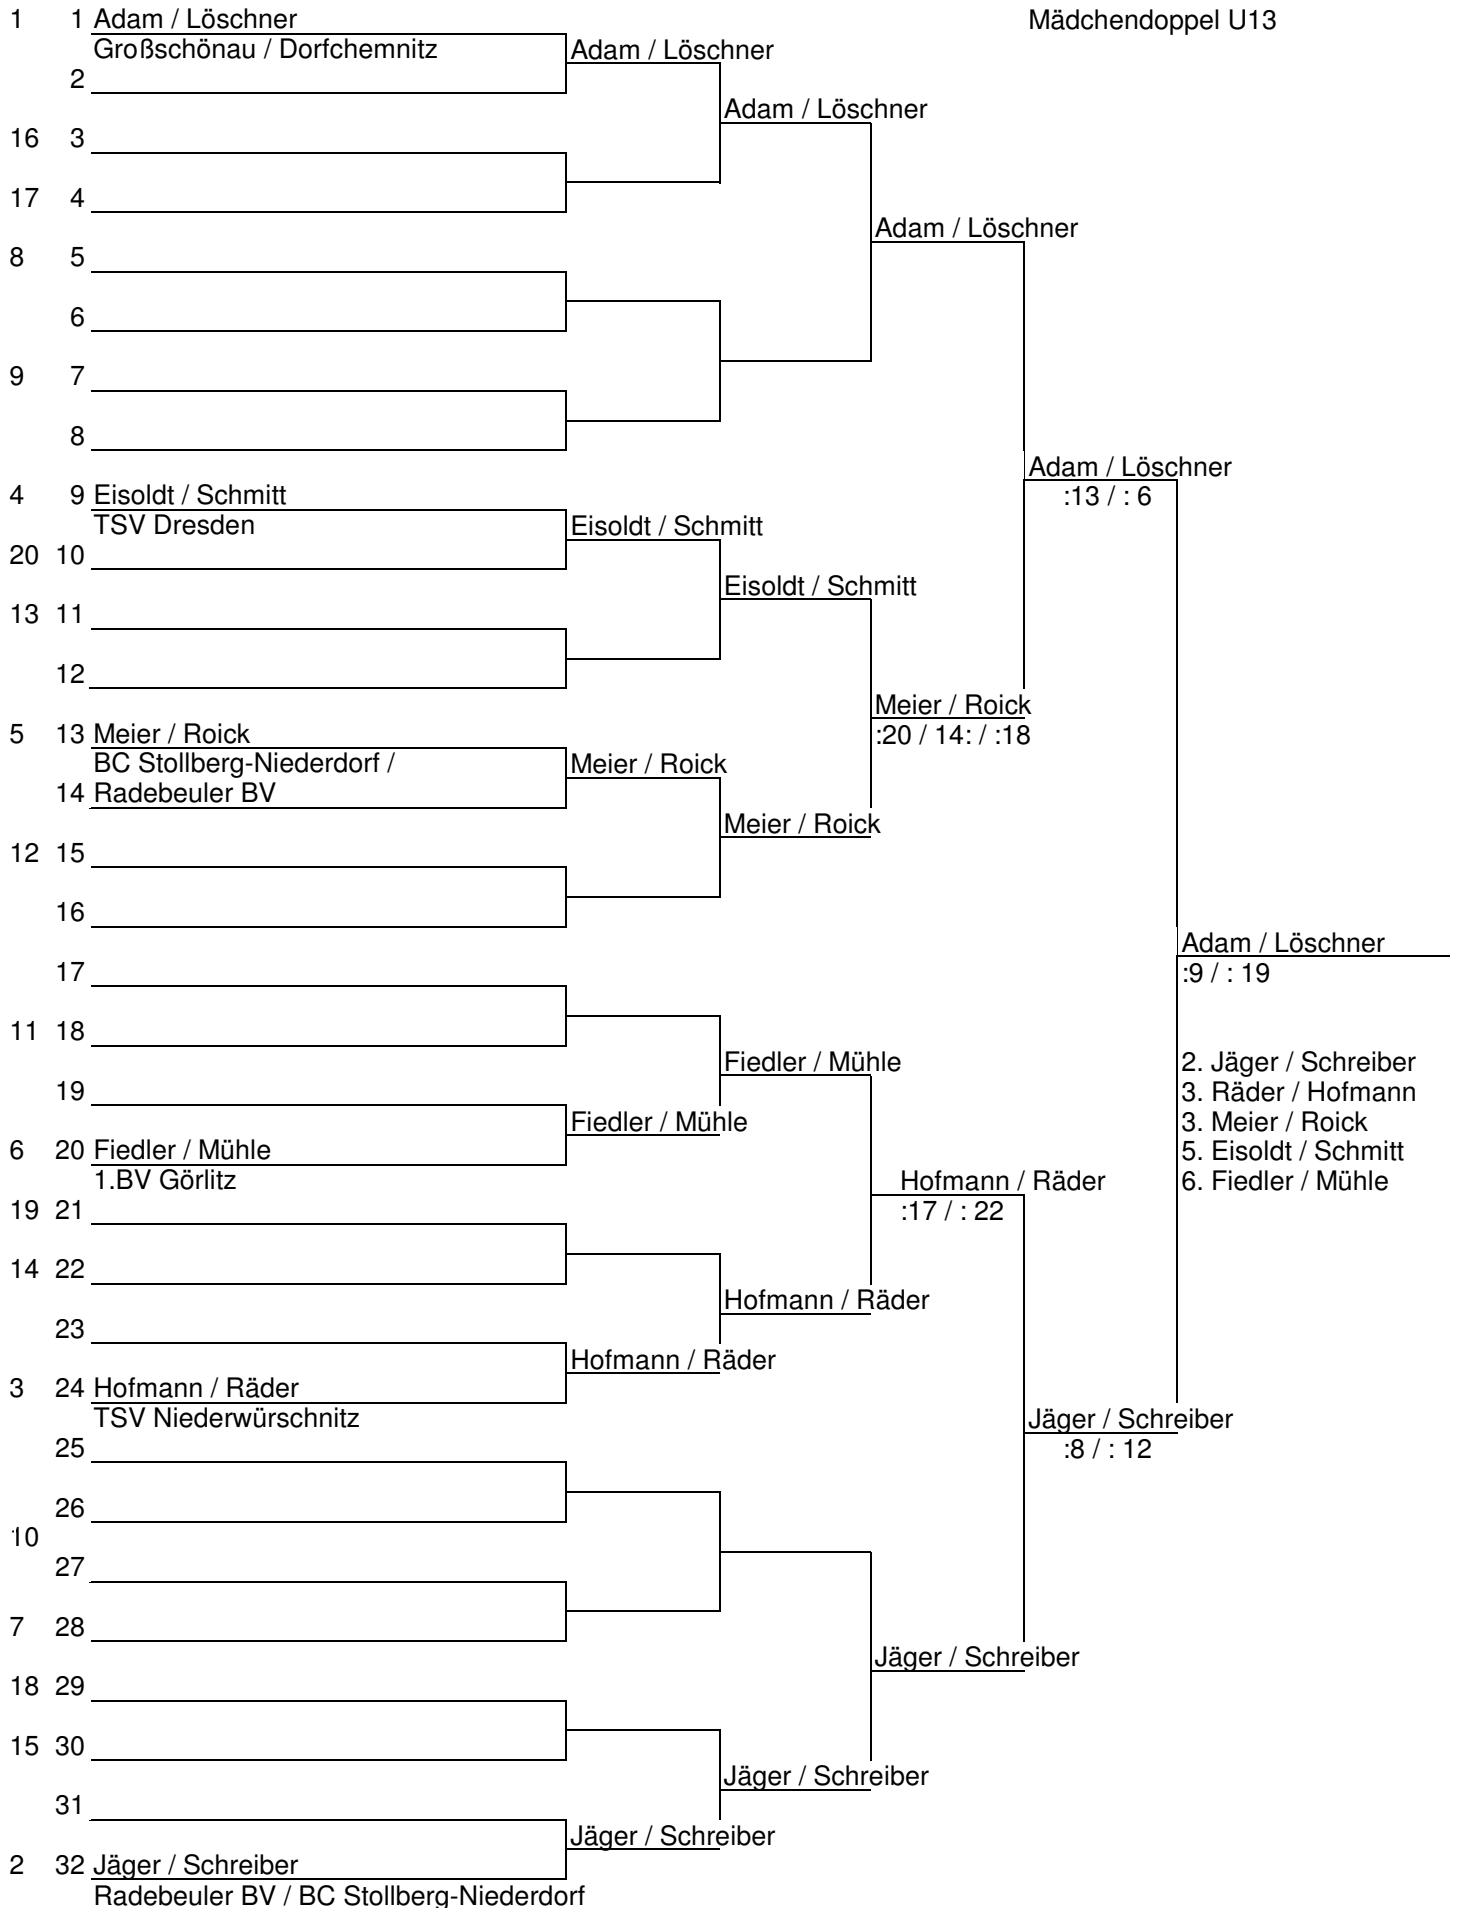 1 1 Adam / Löschner Mädchendoppel U13
Großschönau / Dorfchemnitz Adam / Löschner
2
Adam / Löschner
16 3
17 4
Adam / Löschner
8 5
6
9 7
8
Adam / Löschner
4 9 Eisoldt / Schmitt :13 / : 6
TSV Dresden Eisoldt / Schmitt
20 10
Eisoldt / Schmitt
13 11
12
Meier / Roick
5 13 Meier / Roick :20 / 14: / :18
BC Stollberg-Niederdorf / Meier / Roick
14 Radebeuler BV
Meier / Roick
12 15
16
Adam / Löschner
17 :9 / : 19
11 18
Fiedler / Mühle 2. Jäger / Schreiber
19 3. Räder / Hofmann
Fiedler / Mühle 3. Meier / Roick
6 20 Fiedler / Mühle 5. Eisoldt / Schmitt
1.BV Görlitz Hofmann / Räder 6. Fiedler / Mühle
19 21 :17 / : 22
14 22
Hofmann / Räder
23
Hofmann / Räder
3 24 Hofmann / Räder
TSV Niederwürschnitz Jäger / Schreiber
25 :8 / : 12
26
10
27
7 28
Jäger / Schreiber
18 29
15 30
Jäger / Schreiber
31
Jäger / Schreiber
2 32 Jäger / Schreiber
Radebeuler BV / BC Stollberg-Niederdorf